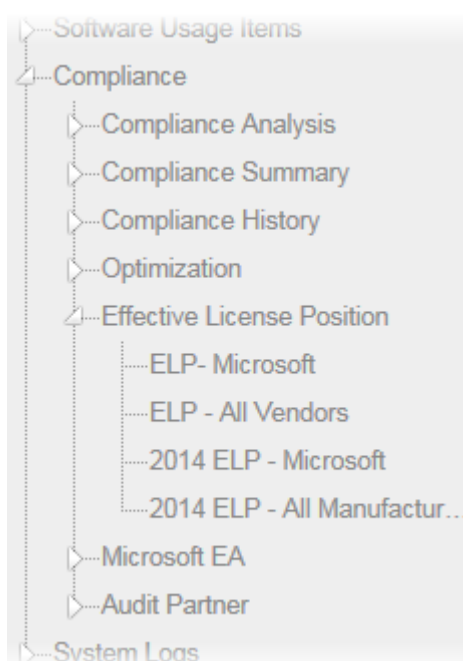 Software Usage Items
Compliance
Compliance Analysis
Compliance Summary
Compliance History
Optimization
Effective License Position
ELP- Microsoft
ELP - All Vendors
2014 ELP - Microsoft
2014 ELP - All Manufactur...
Microsoft EA
Audit Partner
System Logs